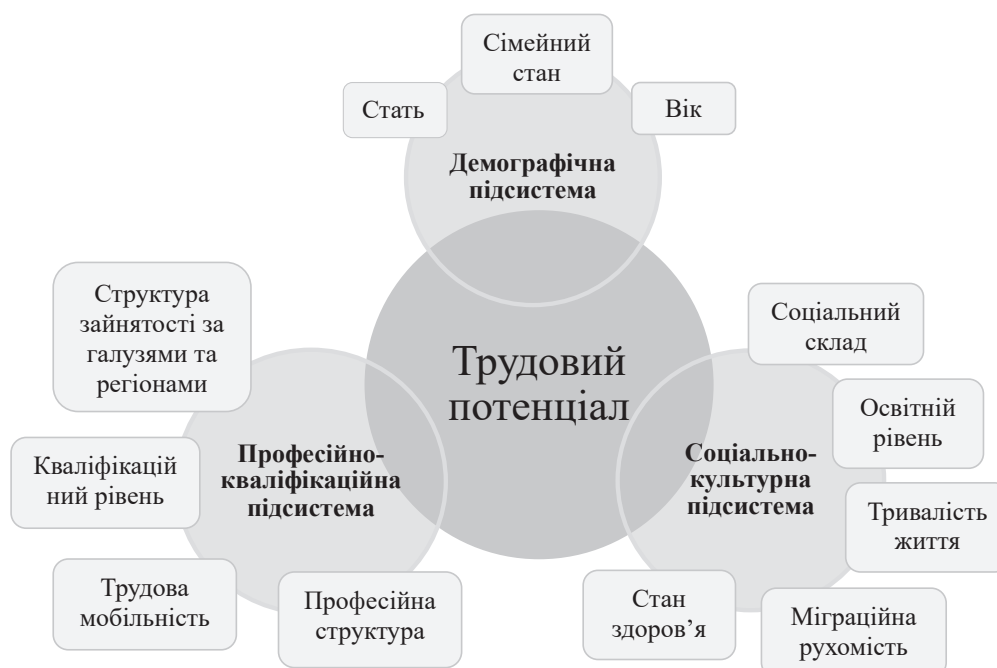 Сімейний
стан
Стать
Вік
Демографічна
підсистема
Трудовий
потенціал
Структура
зайнятості за
галузями та
регіонами
Кваліфікацій
ний рівень
Професійно-
кваліфікаційна
підсистема
Трудова
мобільність
Професійна
структура
Соціальний
склад
Освітній
рівень
Соціально-
культурна
підсистема
Тривалість
життя
Стан
здоров’я
Міграційна
рухомість